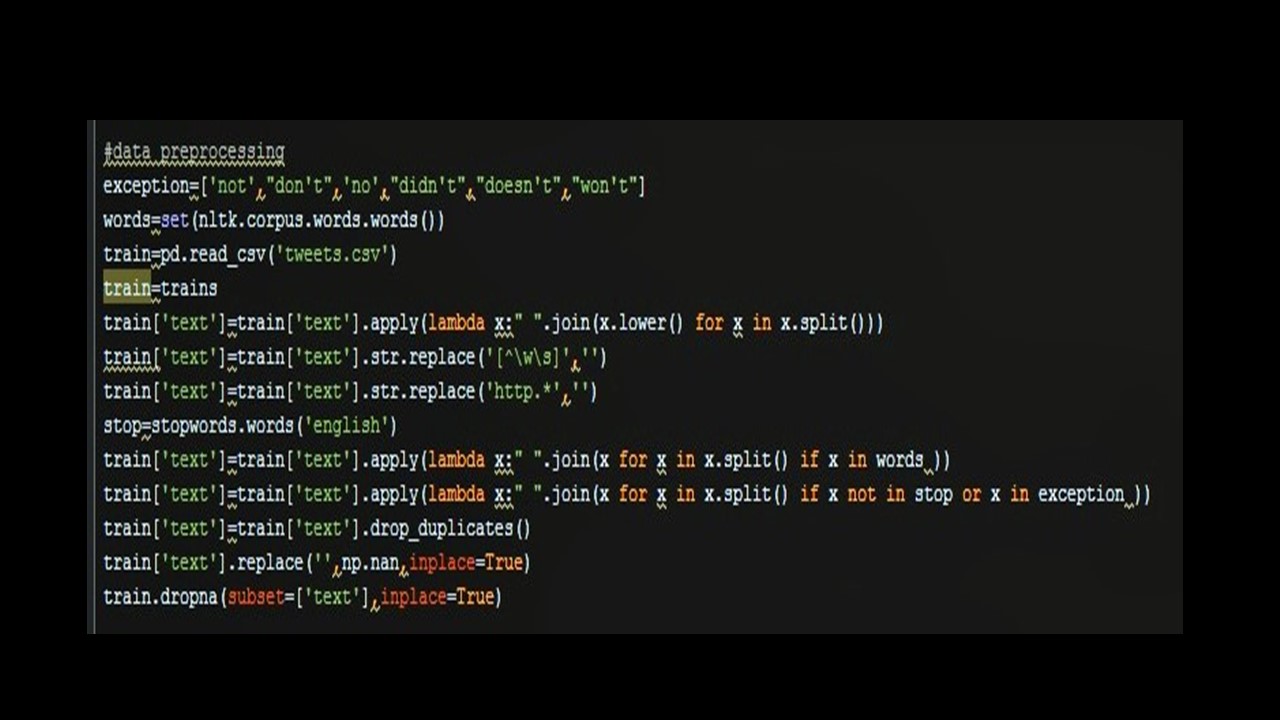 #data preprocessing
exception=['not',"don't",'no',"didn't","doesn't","won't"]
words=set(nltk.corpus.words.words())
train=pd.read_csv('tweets.csv')
train=trains
train['text']=train['text'].apply(lambda x:" ".join(x.lower() for x in x.split()))
train['text']=train['text'].str.replace('[^\w\s]','')
train['text']=train['text'].str.replace('http.*','')
stop=stopwords.words('english')
train['text']=train['text'].apply(lambda x:" ".join(x for x in x.split() if x in words ))
train['text']=train['text'].apply(lambda x:" ".join(x for x in x.split() if x not in stop or x in exception ))
train['text']=train['text'].drop_duplicates()
train['text'].replace('',np.nan,inplace=True)
train.dropna(subset=['text'],inplace=True)